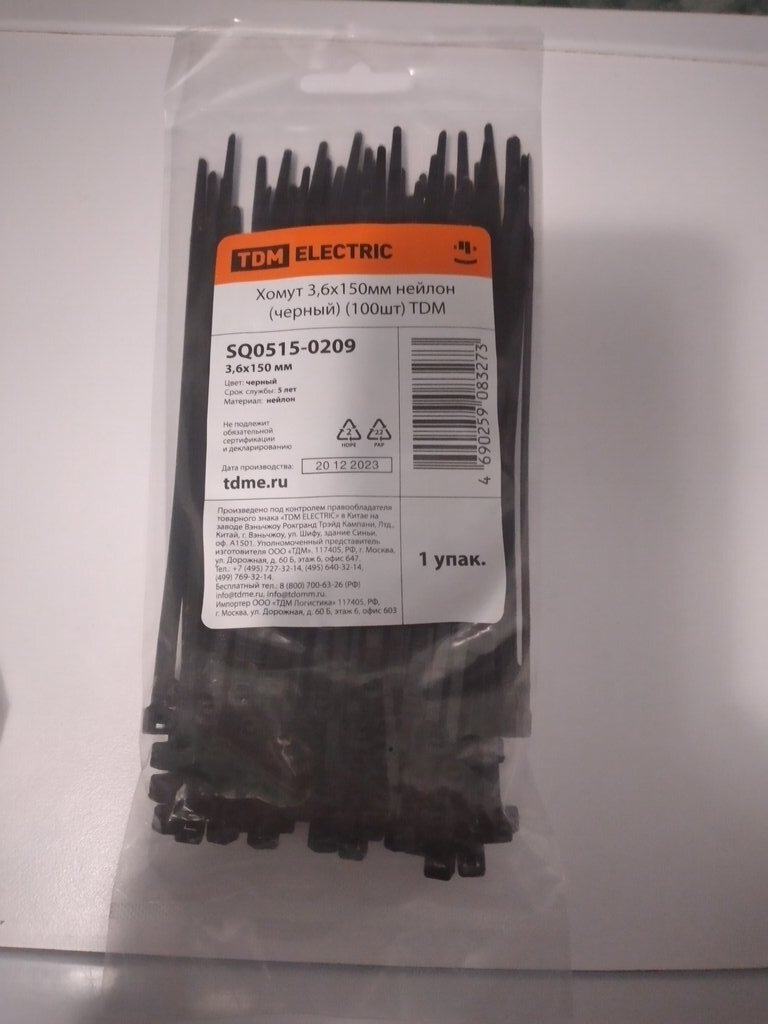 TDM ELECTRIC
Хомут 3,6х150мм нейлон
(черный) (100шт) TDM
SQ0515-0209
3,6х150 мм
Цвет: черный
Срок службы: 5 лет
Материал: нейлон
Не подлежит
обязательной
сертификации
и декларированию
2
HDPE
22
PAP
Дата производства:
20 12 2023
tdme.ru
4 690259 083273
Произведено под контролем правообладателя
товарного знака «TDM ELECTRIC» в Китае на
заводе Вэньчжоу Рокгранд Трэйд Кампани, Лтд.,
Китай, г. Вэньчжоу, ул. Шифу, здание Синьи,
оф. А1501. Уполномоченный представитель
изготовителя ООО «ТДМ». 117405, РФ, г. Москва,
ул. Дорожная, д. 60 Б, этаж 6, офис 647.
Тел.: +7 (495) 727-32-14, (495) 640-32-14,
(499) 769-32-14.
Бесплатный тел.: 8 (800) 700-63-26 (РФ)
info@tdme.ru, info@tdomm.ru.
Импортер ООО «ТДМ Логистика» 117405, РФ,
г. Москва, ул. Дорожная, д. 60 Б, этаж 6, офис 603
1 упак.